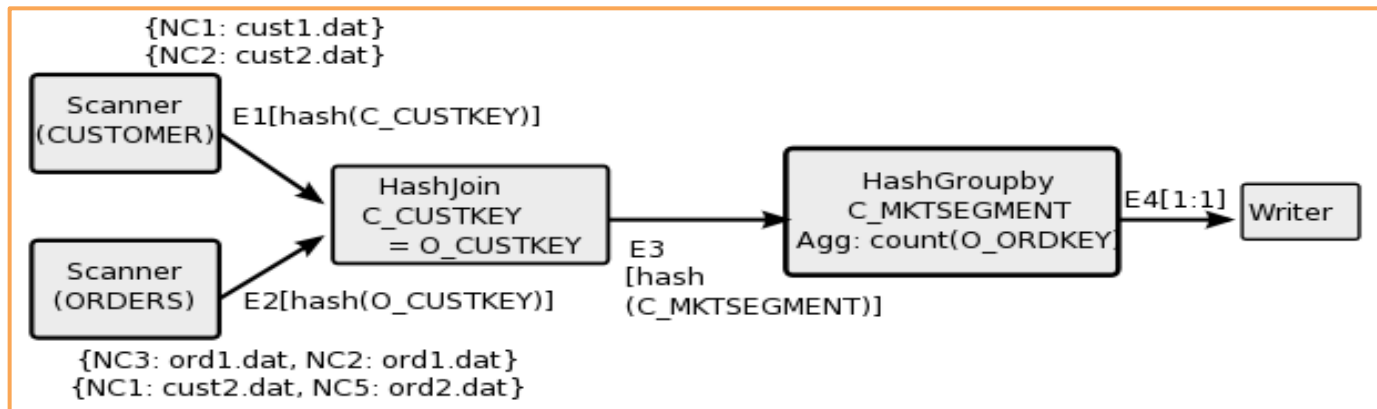 {NC1: cust1.dat}
{NC2: cust2.dat}
Scanner
(CUSTOMER)
E1[hash(C_CUSTKEY)]
HashJoin
C_CUSTKEY
= O_CUSTKEY
Scanner
(ORDERS)
E2[hash(O_CUSTKEY)]
{NC3: ord1.dat, NC2: ord1.dat}
{NC1: cust2.dat, NC5: ord2.dat}
E3
[hash
(C_MKTSEGMENT)]
HashGroupby
C_MKTSEGMENT
Agg: count(O_ORDKEY)
E4[1:1]
Writer